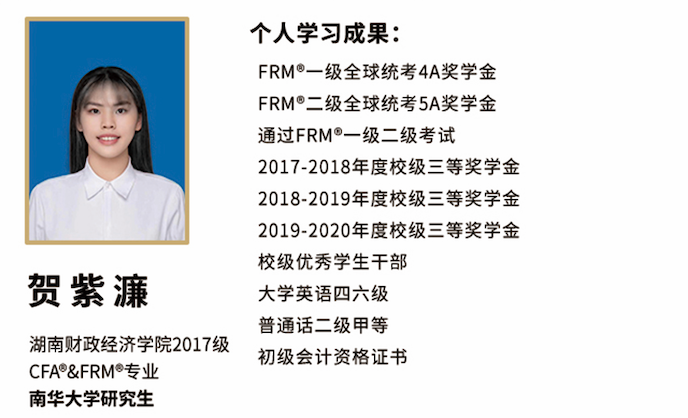 个人学习成果：
FRM®一级全球统考4A奖学金
FRM®二级全球统考5A奖学金
通过FRM®一级二级考试
2017-2018年度校级三等奖学金
2018-2019年度校级三等奖学金
2019-2020年度校级三等奖学金
校级优秀学生干部
大学英语四六级
普通话二级甲等
初级会计资格证书
贺紫濂
湖南财政经济学院2017级
CFA®&FRM®专业
南华大学研究生